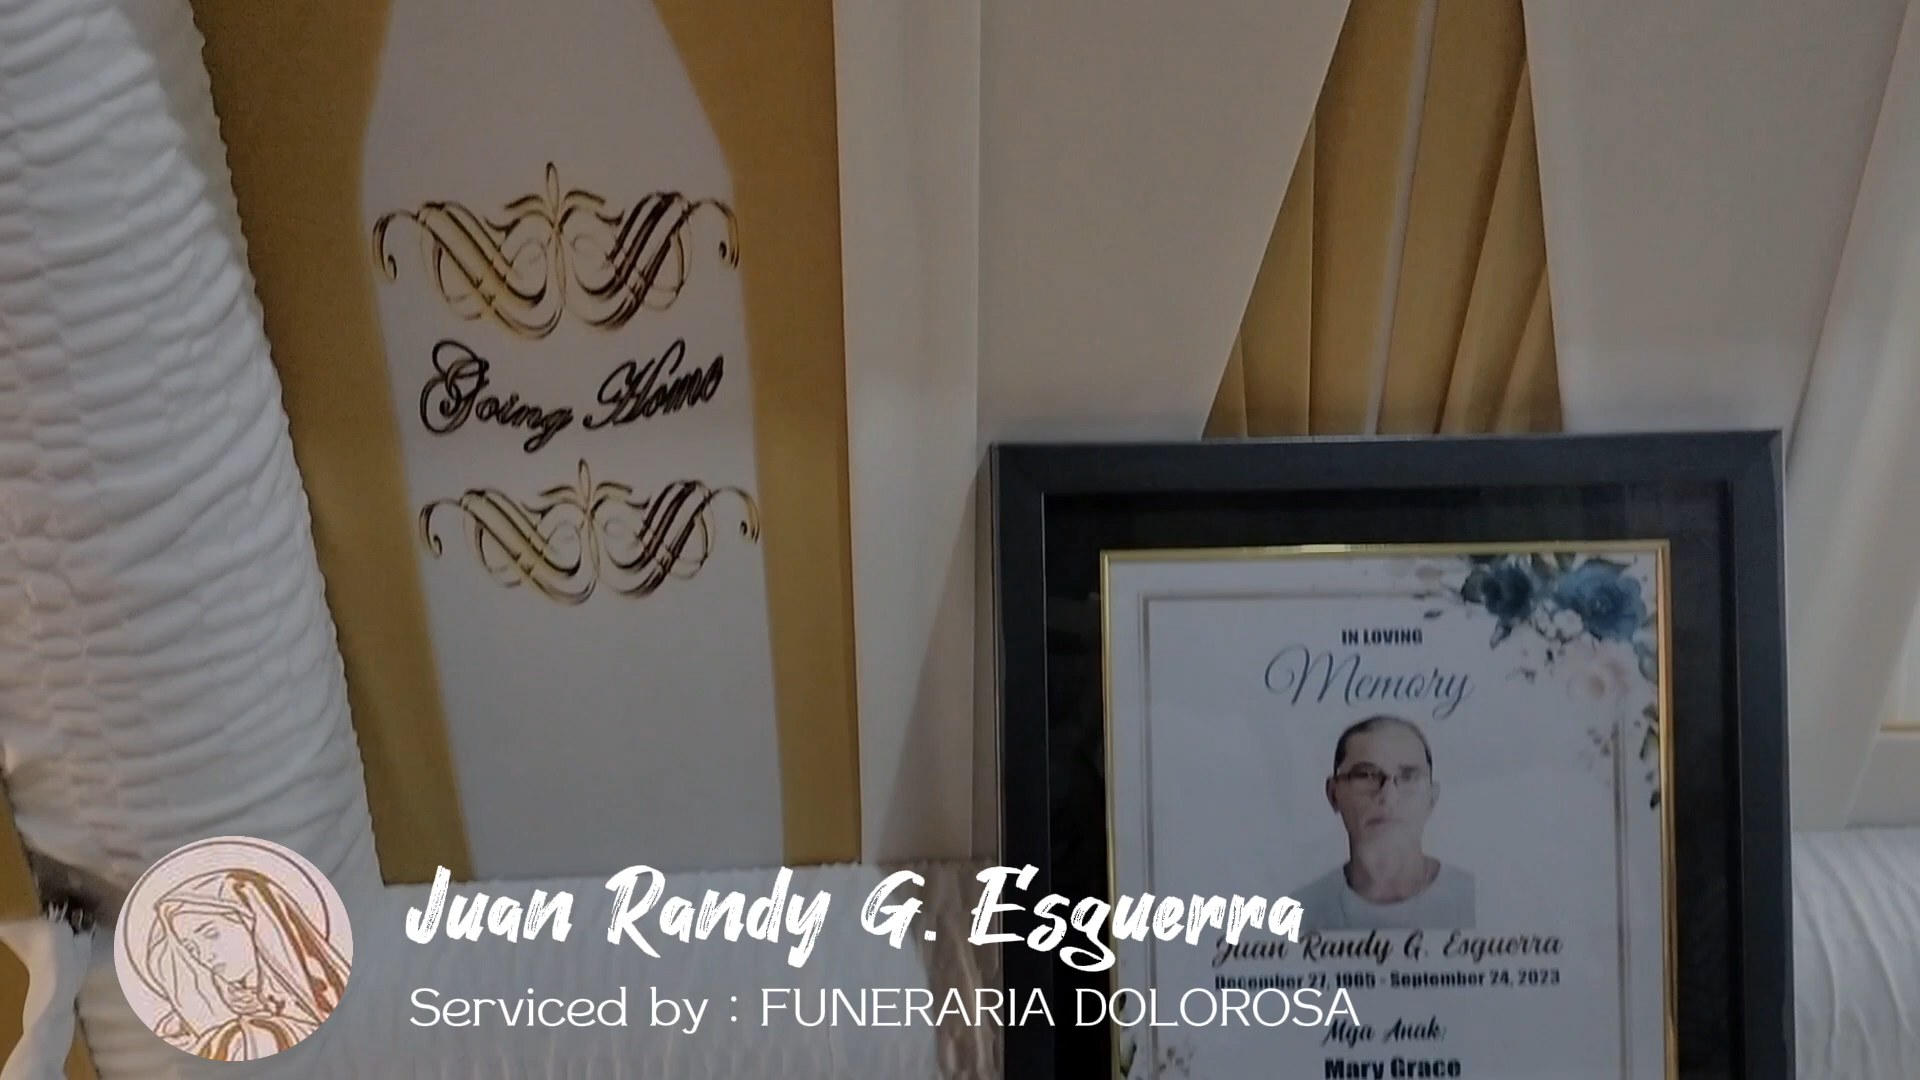 Going Home
IN LOVING
Memory
Juan Randy G. Esguerra
December 27, 1965 - September 24, 2023
Mga Anak:
Mary Grace
Juan Randy G. Esguerra
Serviced by : FUNERARIA DOLOROSA